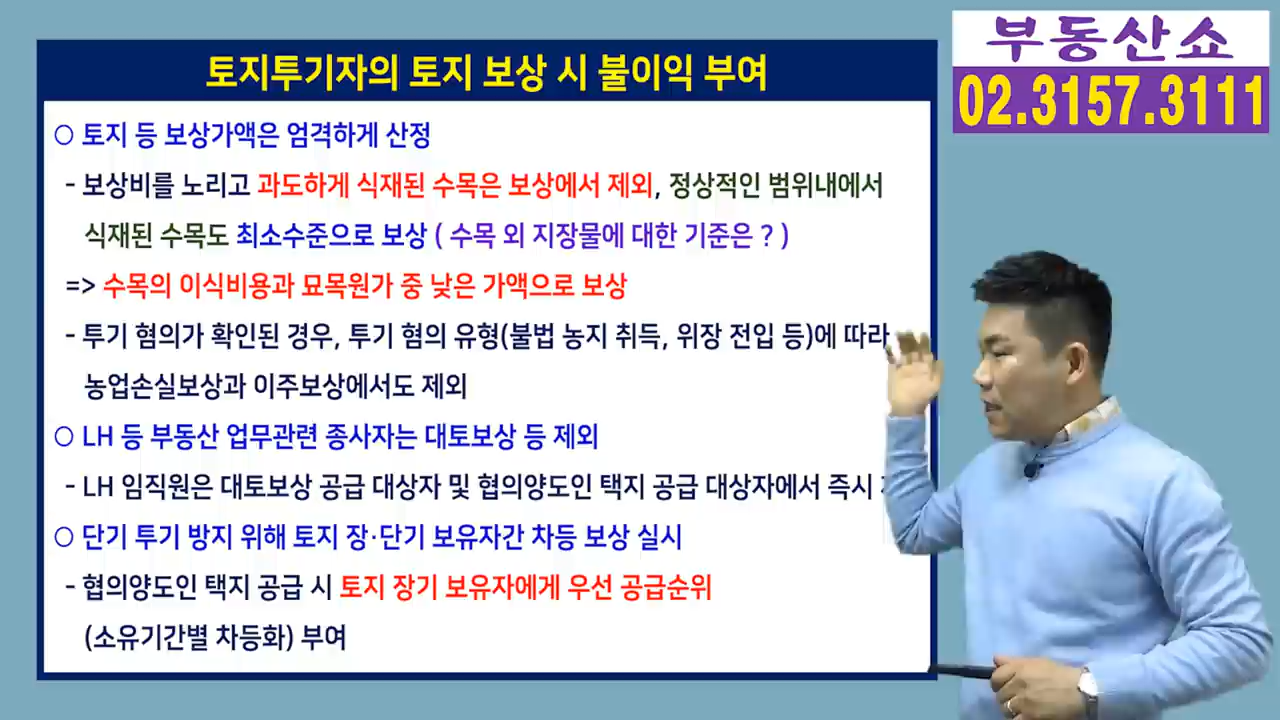 부동산쇼
02.3157.3111
토지투기자의 토지 보상 시 불이익 부여
○ 토지 등 보상가액은 엄격하게 산정
- 보상비를 노리고 과도하게 식재된 수목은 보상에서 제외, 정상적인 범위내에서
식재된 수목도 최소수준으로 보상 ( 수목 외 지장물에 대한 기준은 ? )
=> 수목의 이식비용과 묘목원가 중 낮은 가액으로 보상
- 투기 혐의가 확인된 경우, 투기 혐의 유형(불법 농지 취득, 위장 전입 등)에 따라
농업손실보상과 이주보상에서도 제외
○ LH 등 부동산 업무관련 종사자는 대토보상 등 제외
- LH 임직원은 대토보상 공급 대상자 및 협의양도인 택지 공급 대상자에서 즉시
○ 단기 투기 방지 위해 토지 장·단기 보유자간 차등 보상 실시
- 협의양도인 택지 공급 시 토지 장기 보유자에게 우선 공급순위
(소유기간별 차등화) 부여